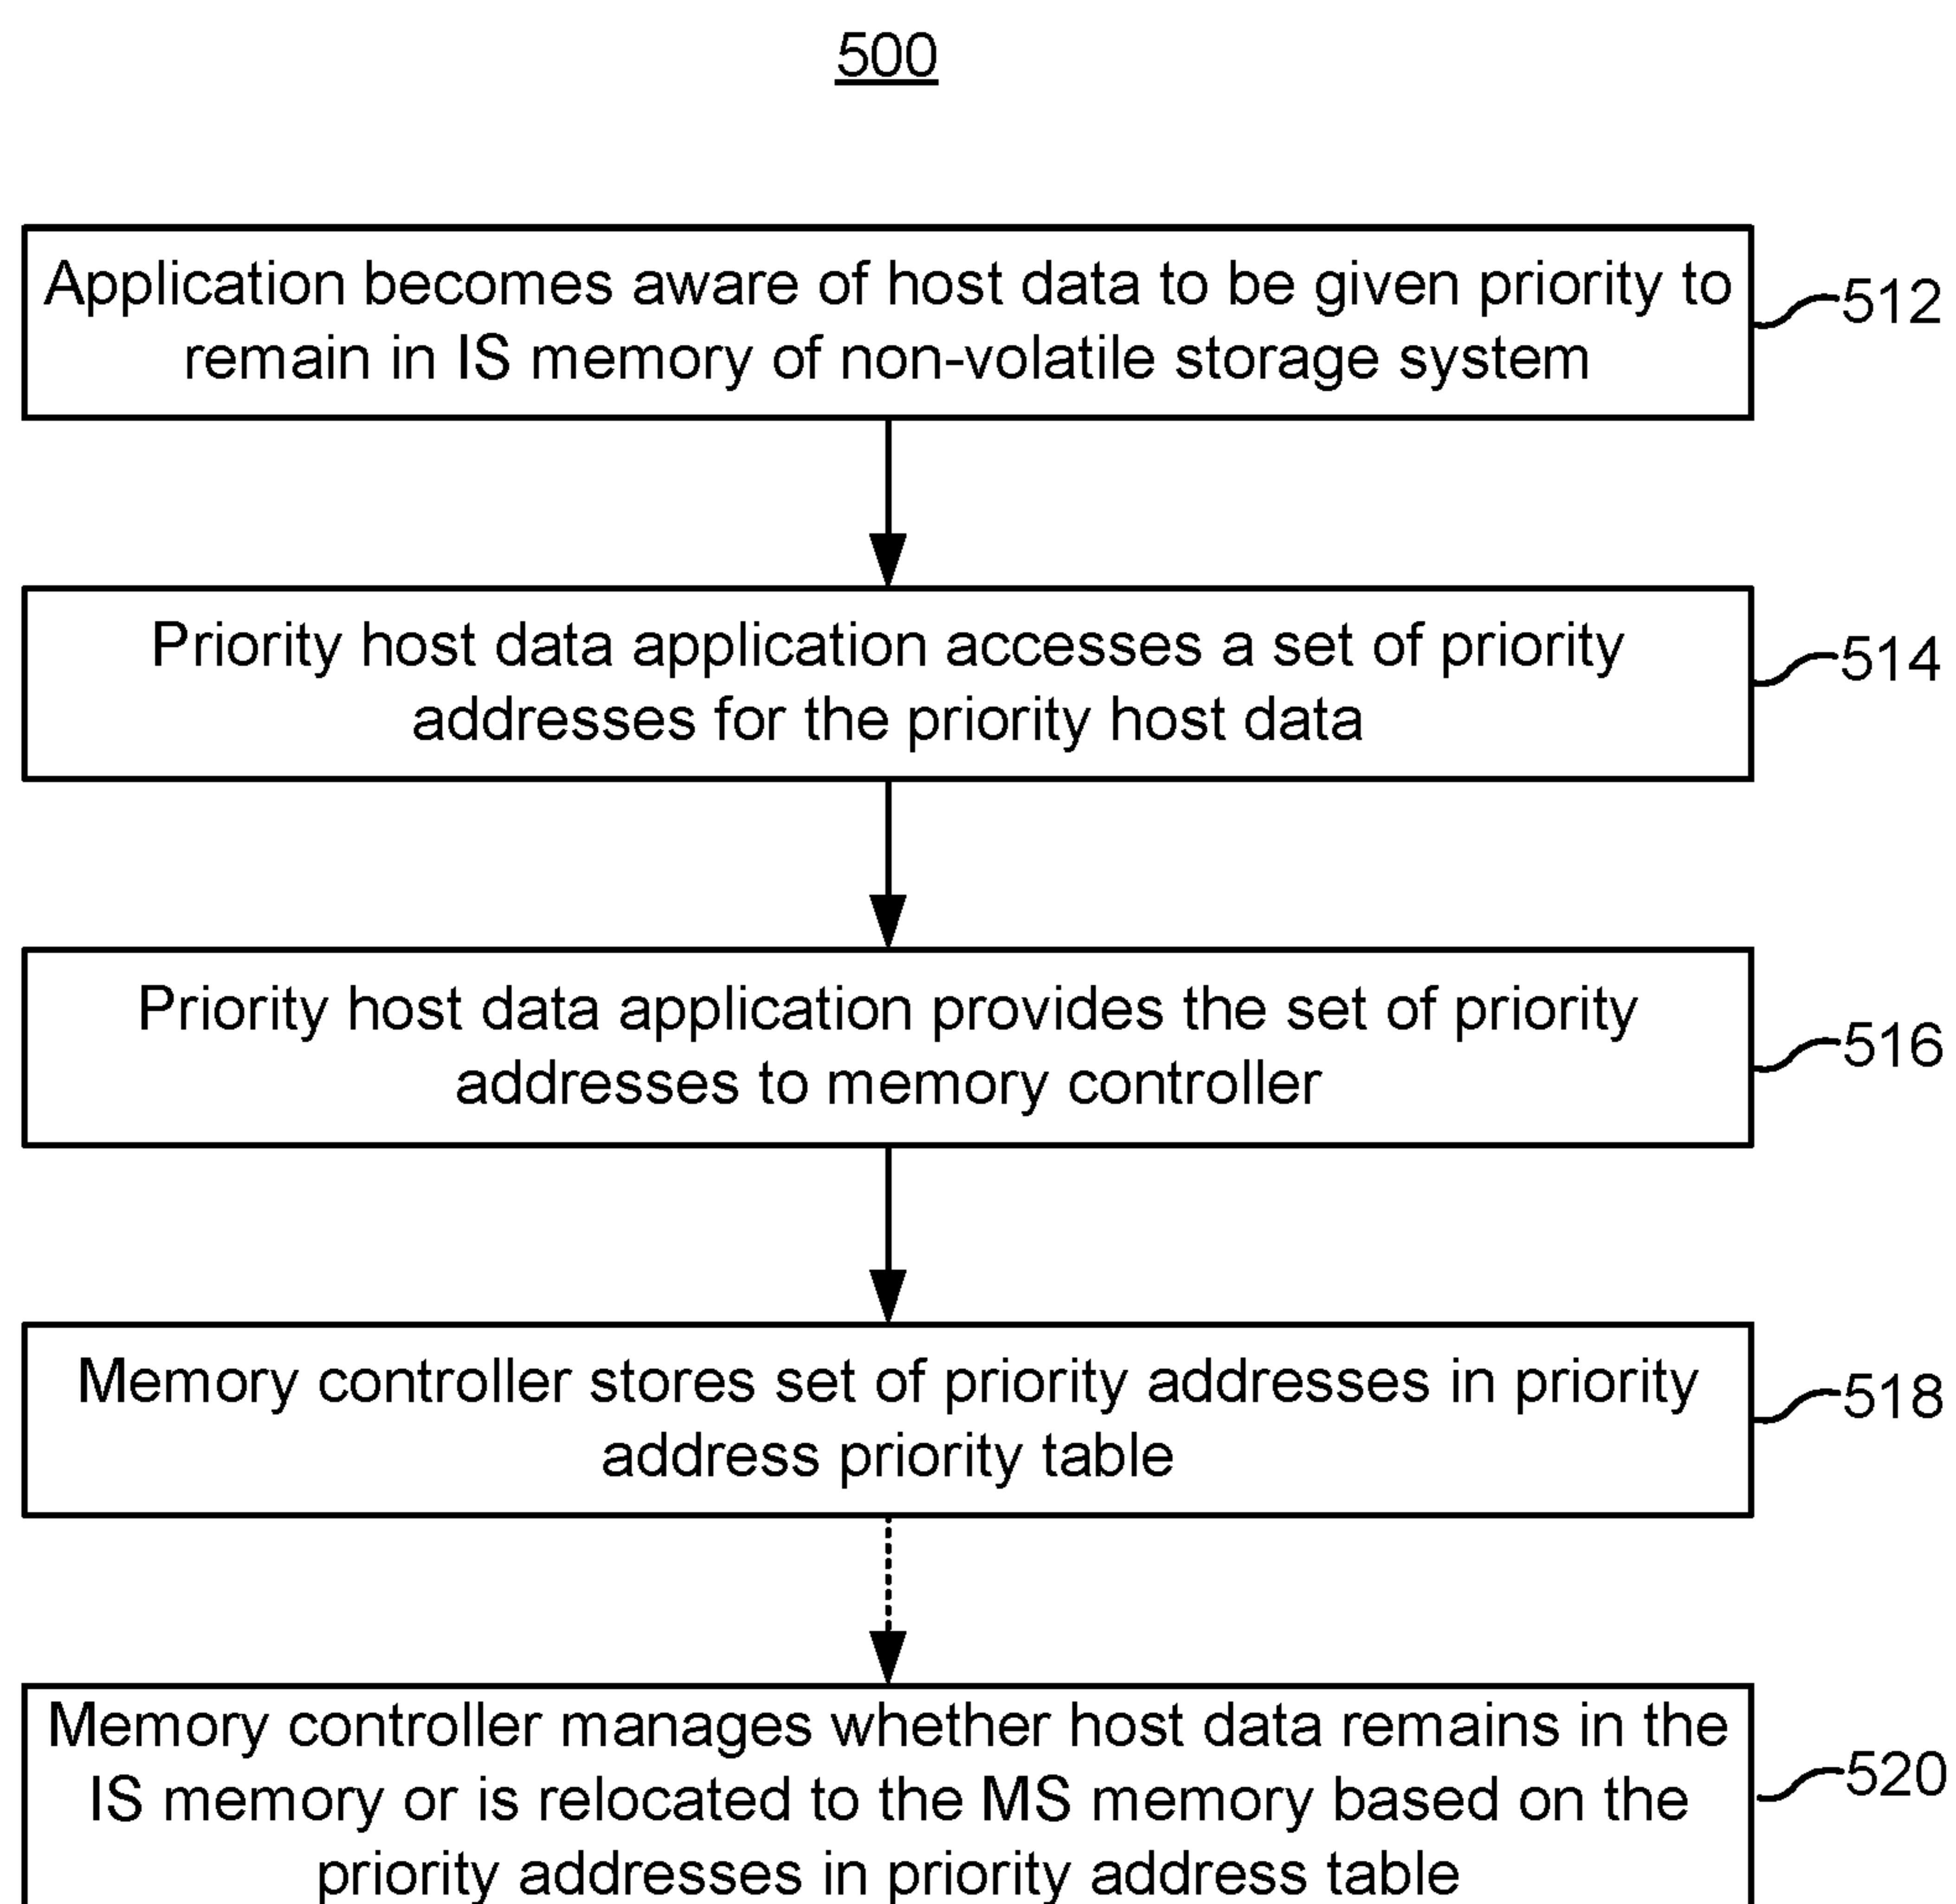 500
Application becomes aware of host data to be given priority to
remain in IS memory of non-volatile storage system
512
Priority host data application accesses a set of priority
addresses for the priority host data
514
Priority host data application provides the set of priority
addresses to memory controller
516
Memory controller stores set of priority addresses in priority
address priority table
518
Memory controller manages whether host data remains in the
IS memory or is relocated to the MS memory based on the
priority addresses in priority address table
520